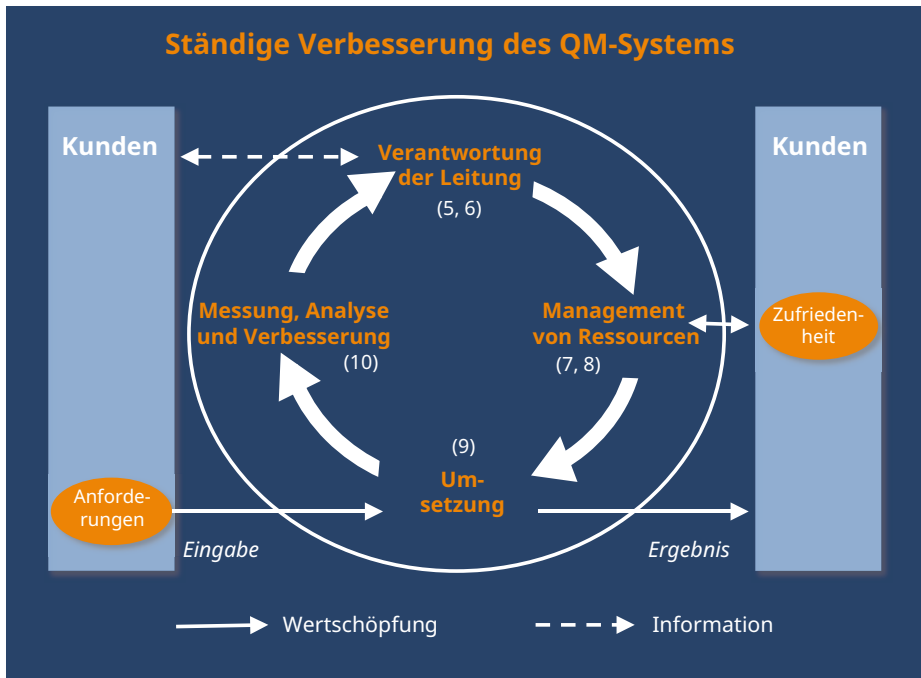 Ständige Verbesserung des QM-Systems
Kunden
Kunden
Verantwortung
der Leitung
(5, 6)
Messung, Analyse
und Verbesserung
(10)
Management
von Ressourcen
(7, 8)
Zufrieden-
heit
(9)
Um-
setzung
Anforde-
rungen
Eingabe
Ergebnis
Wertschöpfung
Information